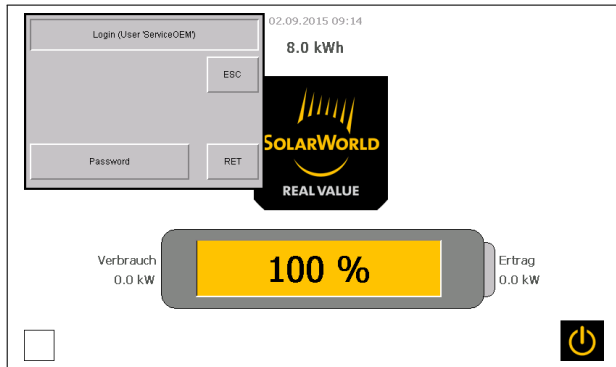 Login (User 'ServiceOEM')
02.09.2015 09:14
8.0 kWh
ESC
Password
RET
SOLARWORLD
REAL VALUE
Verbrauch
0.0 kW
100 %
Ertrag
0.0 kW